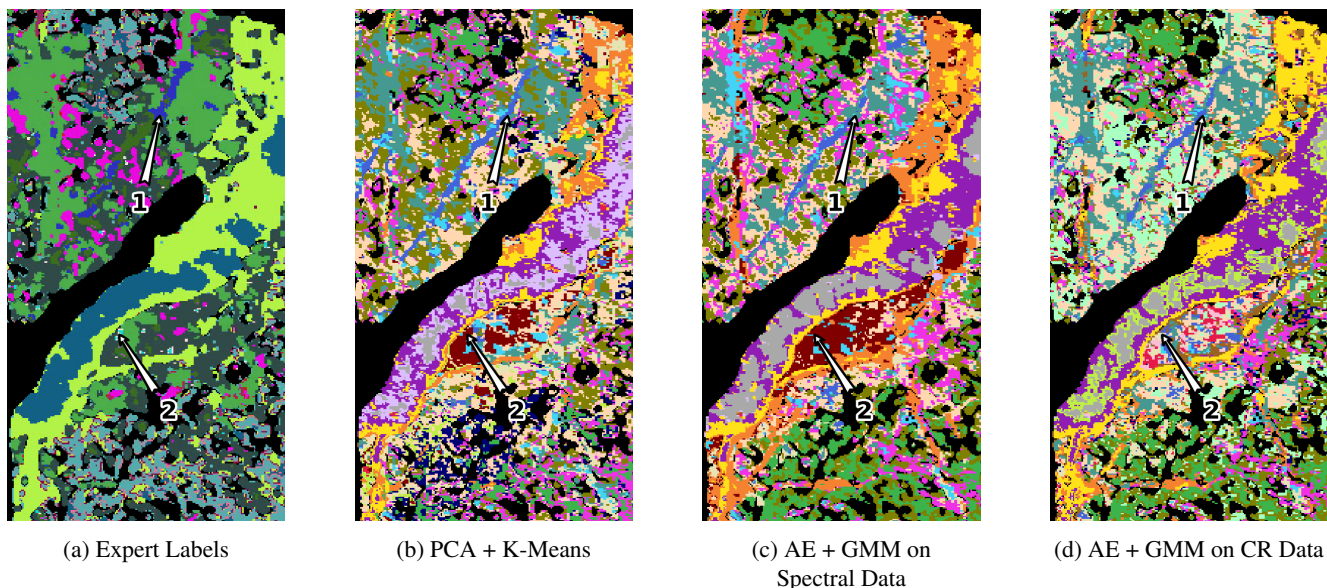 1
2
1
2
1
2
1
2
(a) Expert Labels
(b) PCA + K-Means
(c) AE + GMM on
Spectral Data
(d) AE + GMM on CR Data